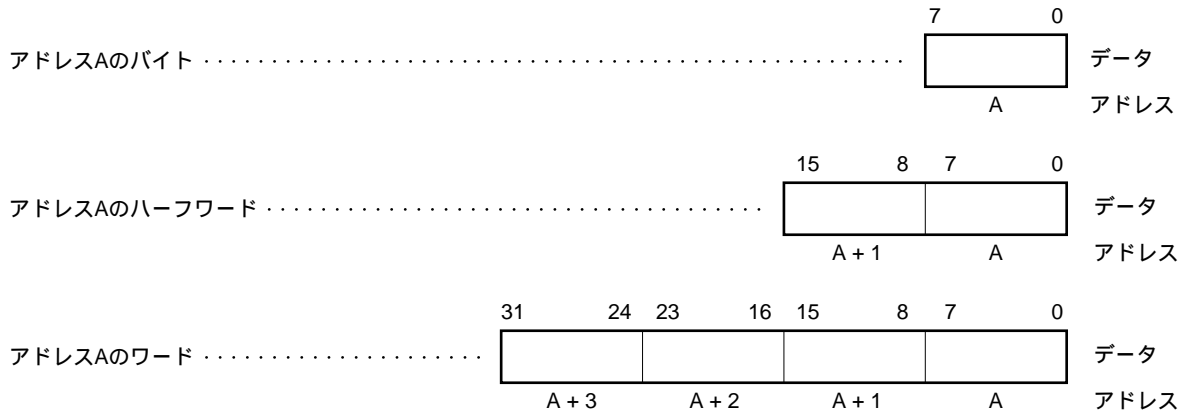 7 0
アドレスAのバイト データ
A アドレス
15 8 7 0
アドレスAのハーフワード データ
A + 1 A アドレス
31 24 23 16 15 8 7 0
アドレスAのワード データ
A + 3 A + 2 A + 1 A アドレス